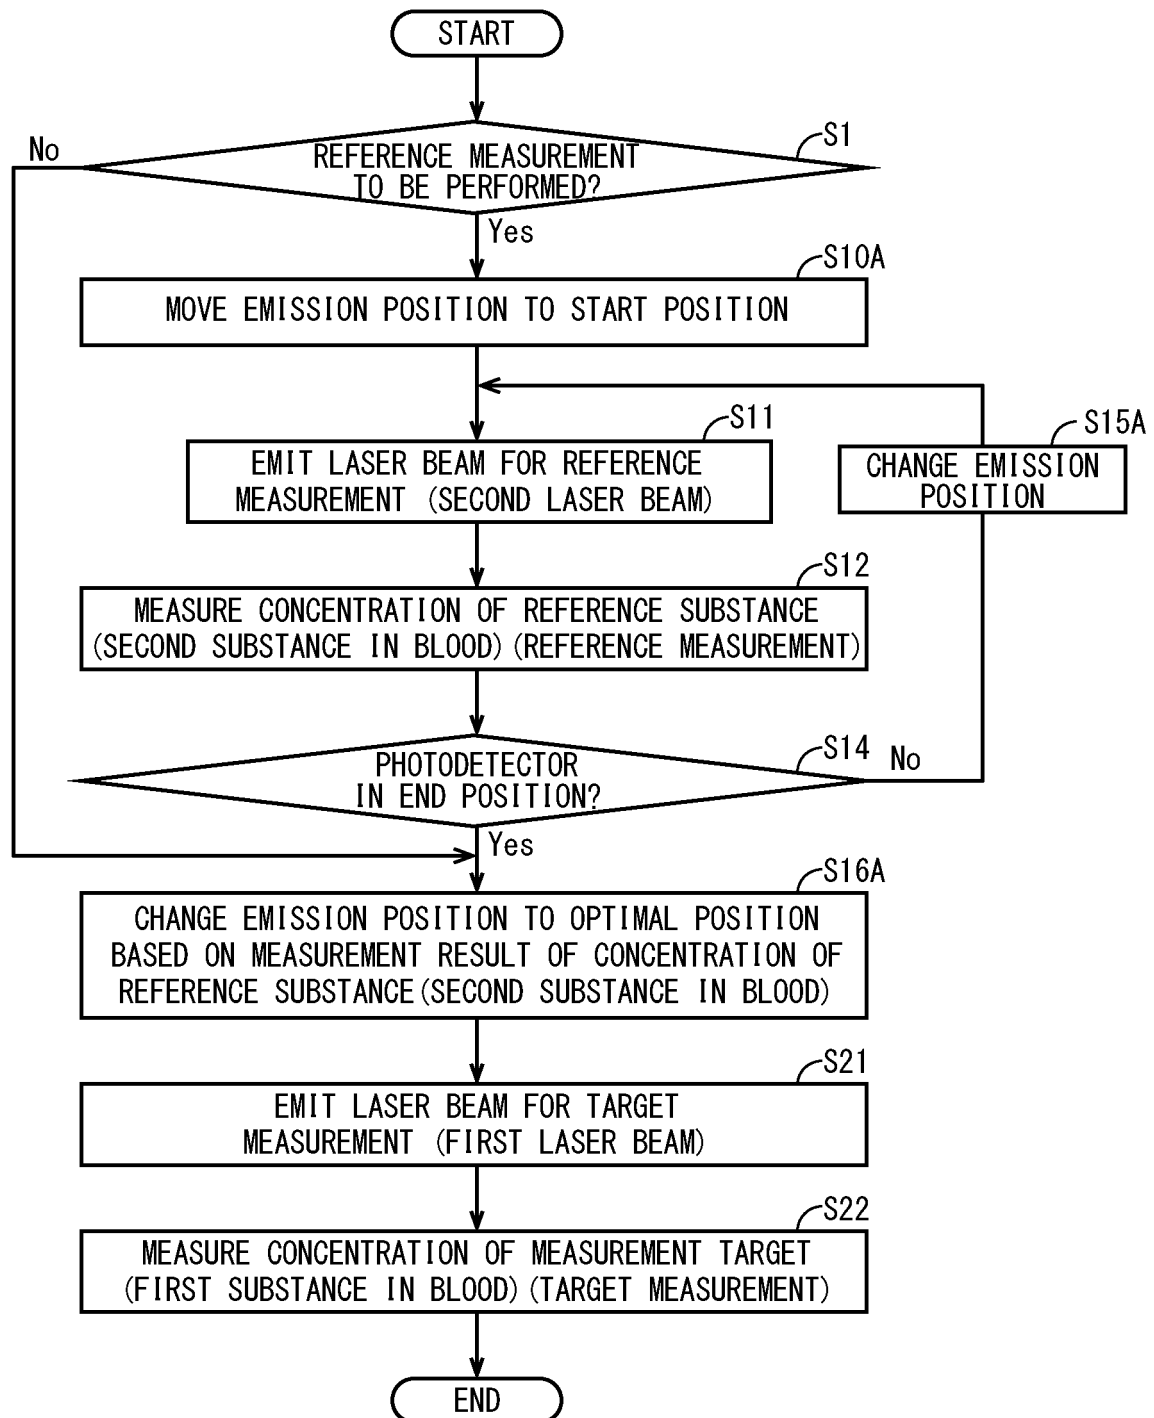 START
S1
No
REFERENCE MEASUREMENT
TO BE PERFORMED?
Yes
S10A
MOVE EMISSION POSITION TO START POSITION
S11
S15A
EMIT LASER BEAM FOR REFERENCE
MEASUREMENT (SECOND LASER BEAM)
CHANGE EMISSION
POSITION
S12
MEASURE CONCENTRATION OF REFERENCE SUBSTANCE
(SECOND SUBSTANCE IN BLOOD) (REFERENCE MEASUREMENT)
S14
No
PHOTODETECTOR
IN END POSITION?
Yes
S16A
CHANGE EMISSION POSITION TO OPTIMAL POSITION
BASED ON MEASUREMENT RESULT OF CONCENTRATION OF
REFERENCE SUBSTANCE (SECOND SUBSTANCE IN BLOOD)
S21
EMIT LASER BEAM FOR TARGET
MEASUREMENT (FIRST LASER BEAM)
S22
MEASURE CONCENTRATION OF MEASUREMENT TARGET
(FIRST SUBSTANCE IN BLOOD) (TARGET MEASUREMENT)
END